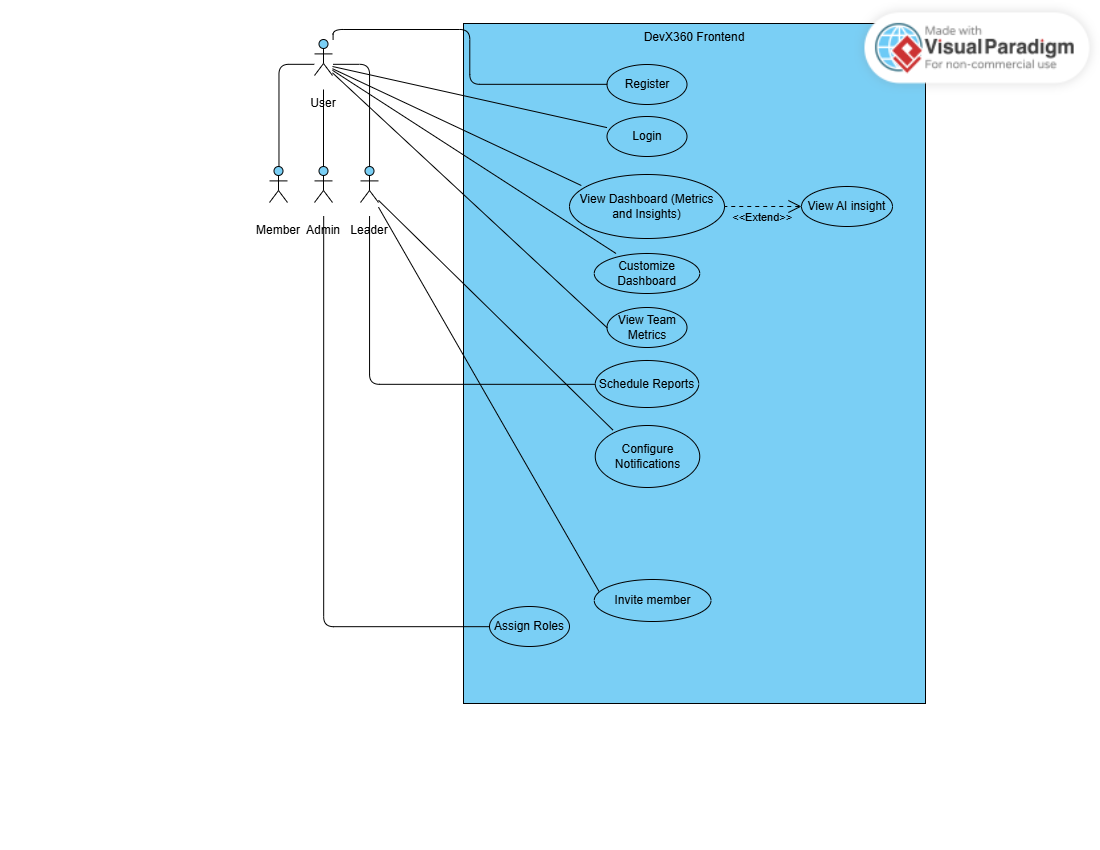 DevX360 Frontend
Made with
Visual Paradigm
For non-commercial use
Register
User
Login
Member
Admin
Leader
View Dashboard (Metrics
and Insights)
<<Extend>>
View AI insight
Customize
Dashboard
View Team
Metrics
Schedule Reports
Configure
Notifications
Invite member
Assign Roles